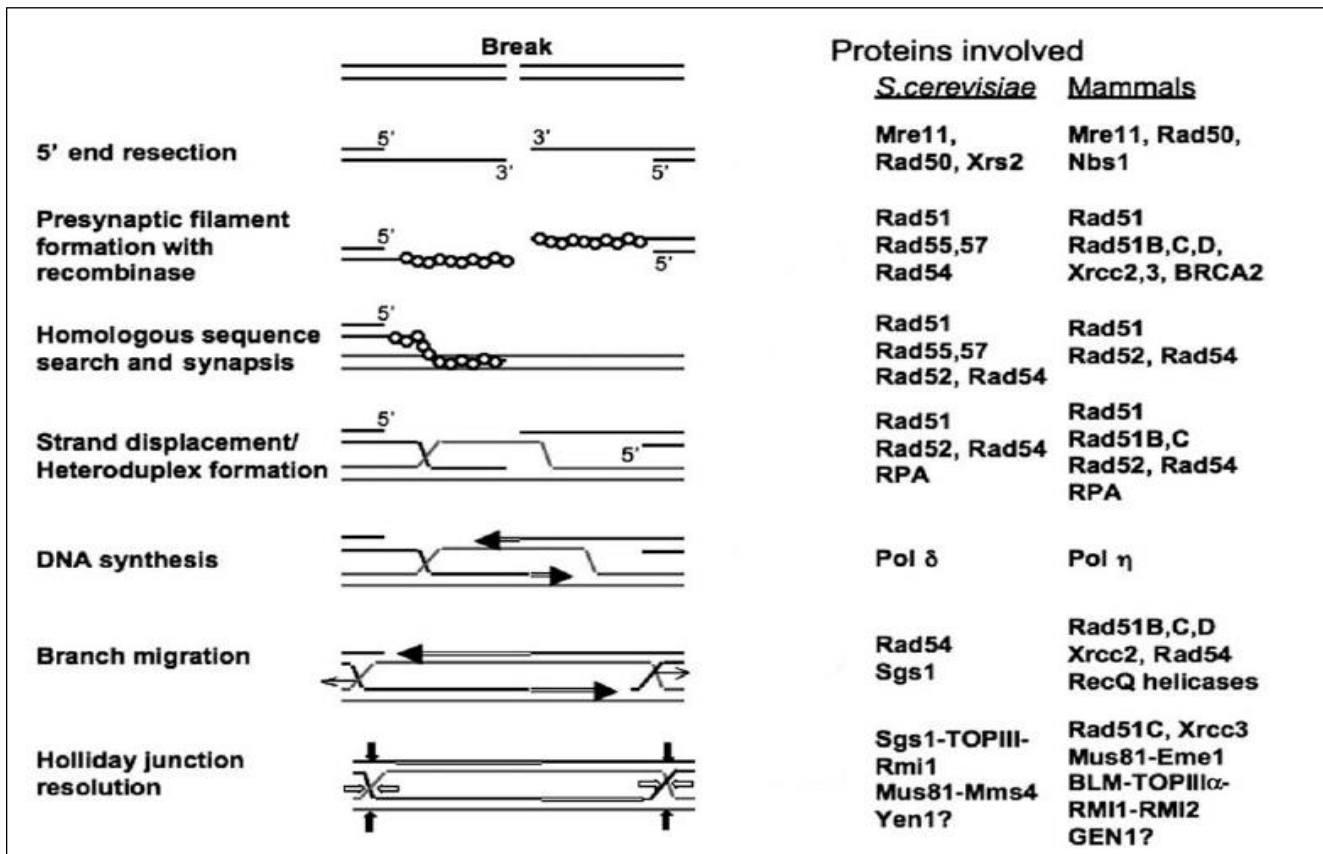 Break
Proteins involved
S.cerevisiae Mammals
5' end resection
5'
3'
3'
5'
Mre11,
Rad50, Xrs2
Mre11, Rad50,
Nbs1
Presynaptic filament
formation with
recombinase
5'
Rad51
Rad55,57
Rad54
Rad51
Rad51B,C,D,
Xrcc2,3, BRCA2
Homologous sequence
search and synapsis
5'
Rad51
Rad55,57
Rad52, Rad54
Rad51
Rad52, Rad54
Strand displacement/
Heteroduplex formation
5'
5'
Rad51
Rad52, Rad54
RPA
Rad51
Rad51B,C
Rad52, Rad54
RPA
DNA synthesis
Pol δ
Pol η
Branch migration
Rad54
Sgs1
Rad51B,C,D
Xrcc2, Rad54
RecQ helicases
Holliday junction
resolution
Sgs1-TOPIII-
Rmi1
Mus81-Mms4
Yen1?
Rad51C, Xrcc3
Mus81-Eme1
BLM-TOPIIIα-
RMI1-RMI2
GEN1?